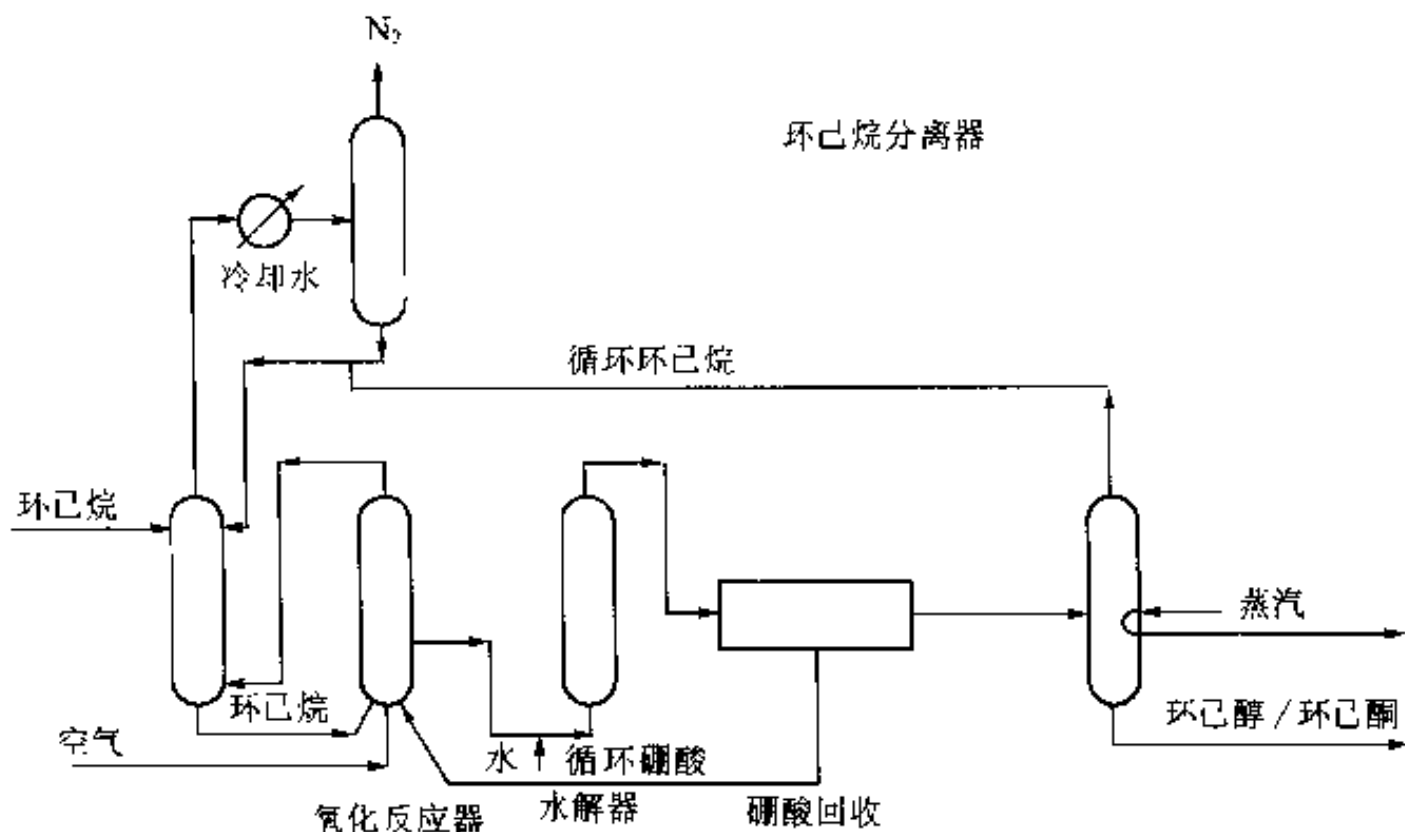 N₂
环己烷分离器
冷却水
循环环己烷
环己烷
蒸汽
环己烷
环己醇／环己酮
空气
水
循环硼酸
氧化反应器
水解器
硼酸回收